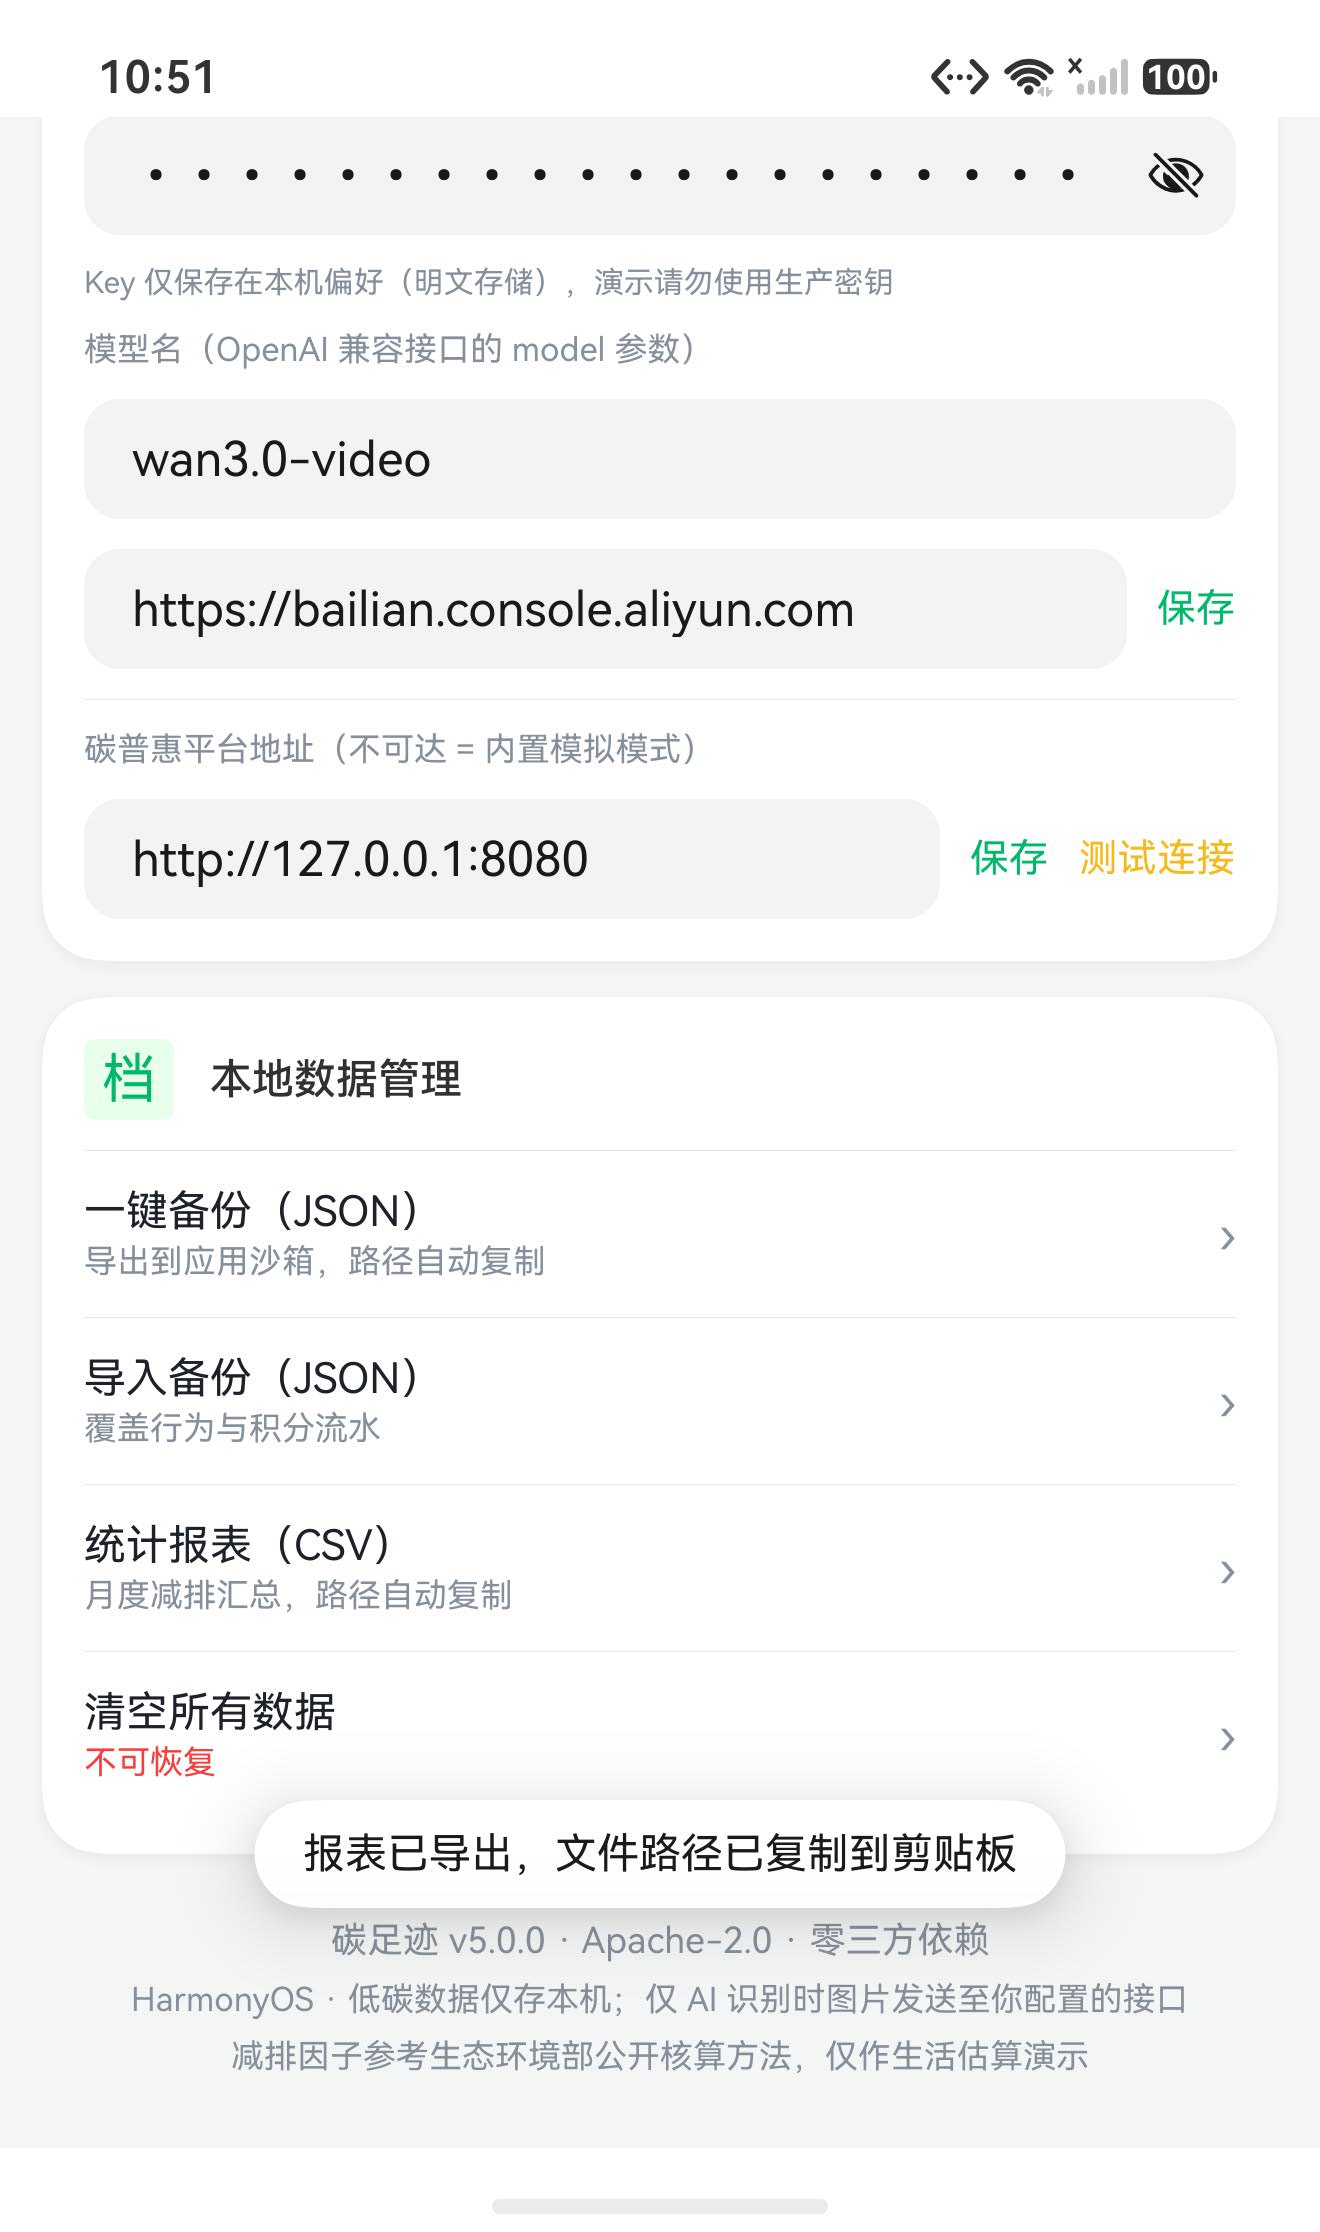 10:51
100
••••••••••••••••••••
Key 仅保存在本机偏好（明文存储），演示请勿使用生产密钥
模型名（OpenAI 兼容接口的 model 参数）
wan3.0-video
https://bailian.console.aliyun.com 保存
碳普惠平台地址（不可达 = 内置模拟模式）
http://127.0.0.1:8080 保存 测试连接
档 本地数据管理
一键备份（JSON）
导出到应用沙箱，路径自动复制
导入备份（JSON）
覆盖行为与积分流水
统计报表（CSV）
月度减排汇总，路径自动复制
清空所有数据
不可恢复
报表已导出，文件路径已复制到剪贴板
碳足迹 v5.0.0 · Apache-2.0 · 零三方依赖
HarmonyOS · 低碳数据仅存本机；仅 AI 识别时图片发送至你配置的接口
减排因子参考生态环境部公开核算方法，仅作生活估算演示